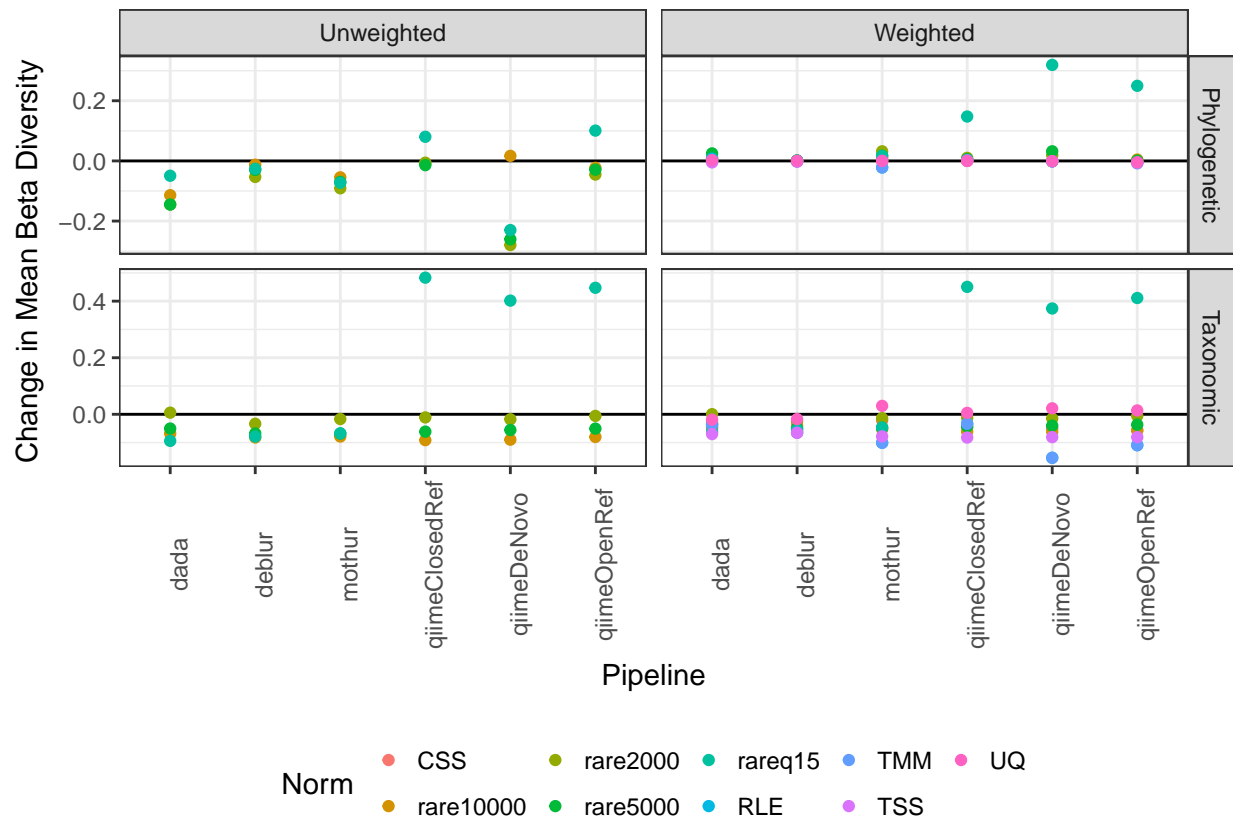 Unweighted
Weighted
Change in Mean Beta Diversity
0.2
0.0
−0.2
Phylogenetic
0.4
0.2
0.0
Taxonomic
dada
deblur
mothur
qiimeClosedRef
qiimeDeNovo
qiimeOpenRef
dada
deblur
mothur
qiimeClosedRef
qiimeDeNovo
qiimeOpenRef
Pipeline
Norm
CSS
rare2000
rareq15
TMM
UQ
rare10000
rare5000
RLE
TSS